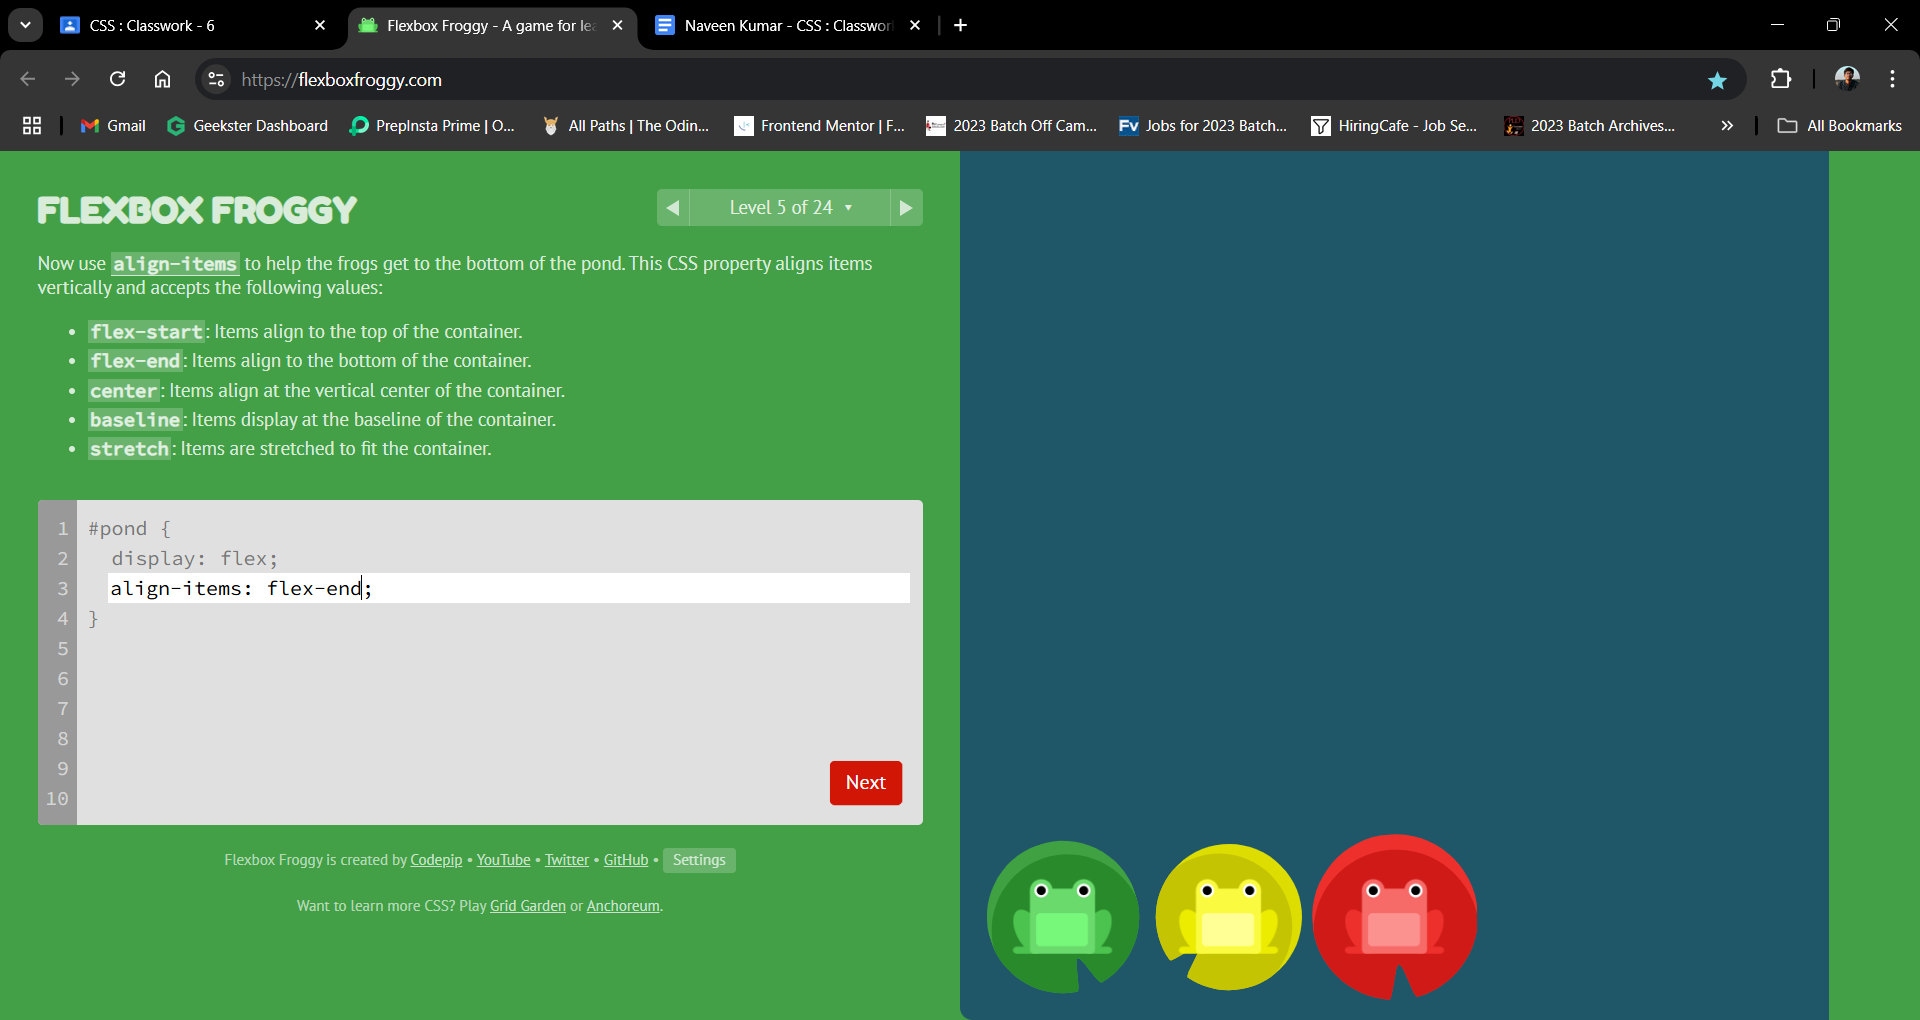 CSS : Classwork - 6
Flexbox Froggy - A game for lea
Naveen Kumar - CSS : Classwor
https://flexboxfroggy.com
Gmail
Geekster Dashboard
PrepInsta Prime | O...
All Paths | The Odin...
Frontend Mentor | F...
2023 Batch Off Cam...
Fv Jobs for 2023 Batch...
HiringCafe - Job Se...
2023 Batch Archives...
All Bookmarks
FLEXBOX FROGGY
Level 5 of 24
Now use align-items to help the frogs get to the bottom of the pond. This CSS property aligns items
vertically and accepts the following values:
• flex-start: Items align to the top of the container.
• flex-end: Items align to the bottom of the container.
• center: Items align at the vertical center of the container.
• baseline: Items display at the baseline of the container.
• stretch: Items are stretched to fit the container.
1 #pond {
2 display: flex;
3 align-items: flex-end;
4 }
5
6
7
8
9
10
Next
Flexbox Froggy is created by Codepip • YouTube • Twitter • GitHub • Settings
Want to learn more CSS? Play Grid Garden or Anchoreum.